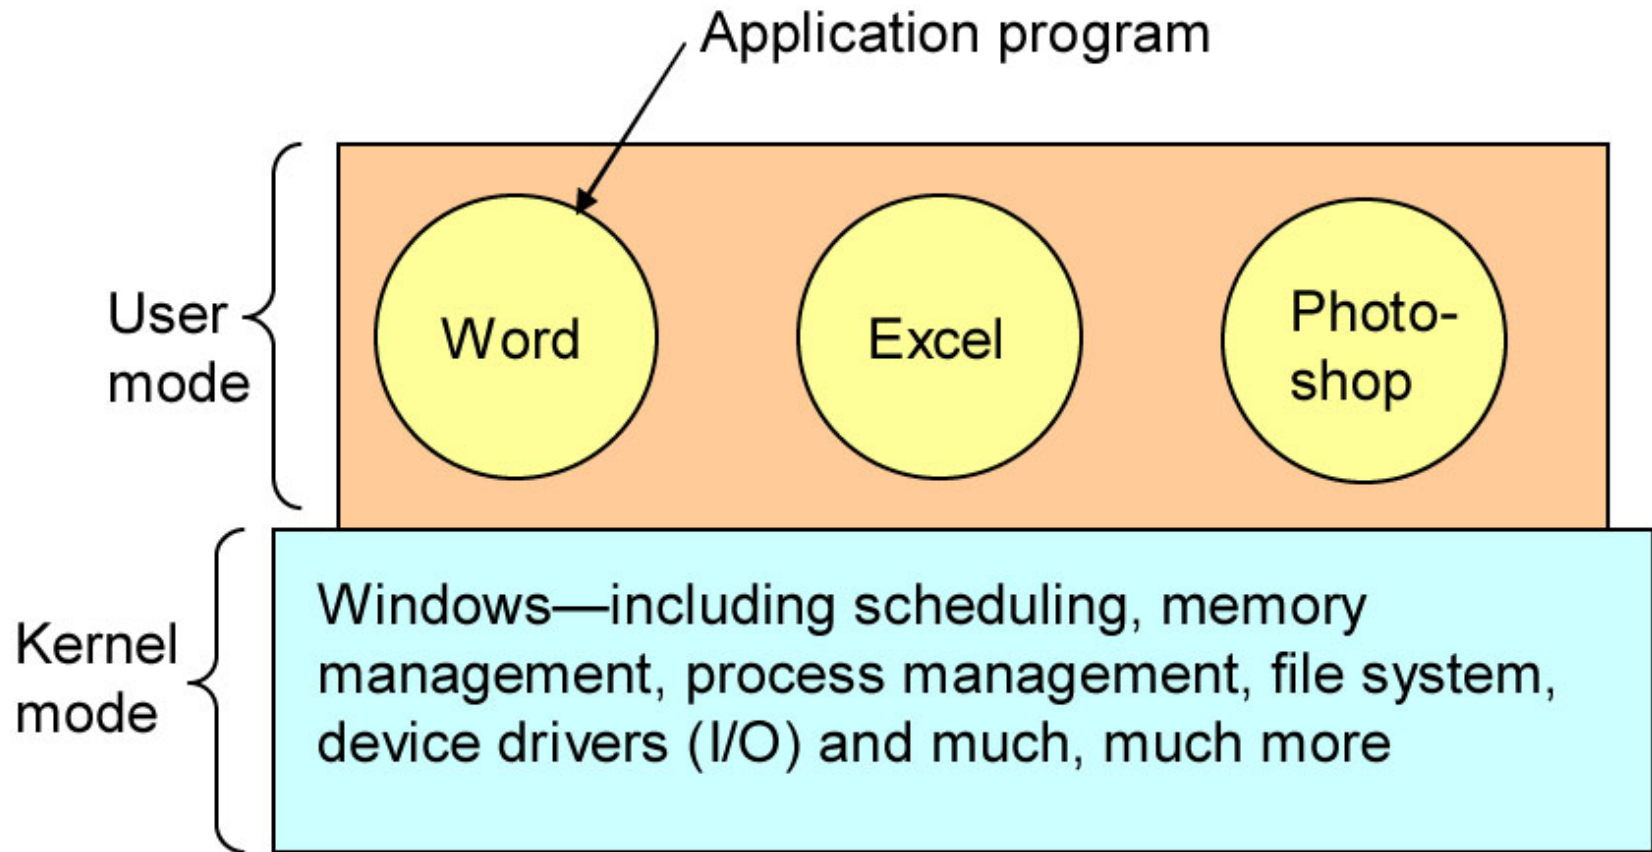 Application program
User
mode
Word
Excel
Photo-
shop
Kernel
mode
Windows—including scheduling, memory
management, process management, file system,
device drivers (I/O) and much, much more